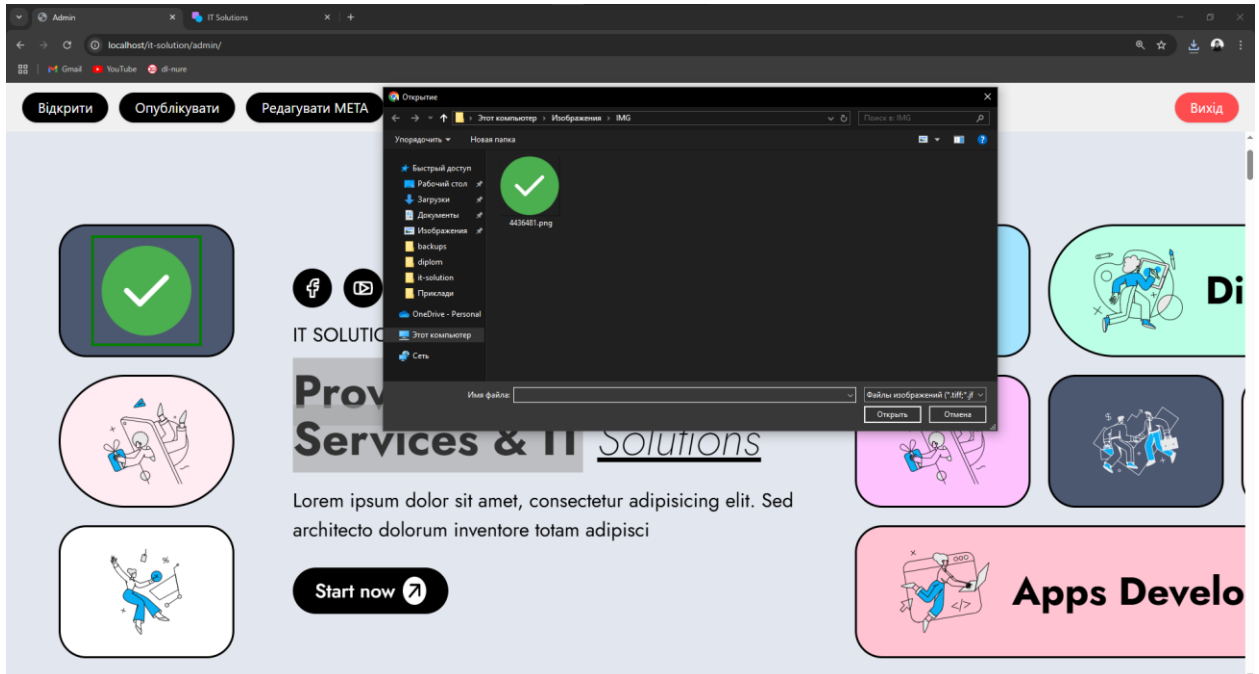 Admin
IT Solutions
localhost/it-solution/admin/
Gmail
YouTube
dl-nure
Відкрити
Опублікувати
Редагувати META
Вихід
Открытие
Этот компьютер › Изображения › IMG
Поиск в: IMG
Упорядочить
Новая папка
Быстрый доступ
Рабочий стол
Загрузки
Документы
Изображения
backups
diplom
it-solution
Приклади
OneDrive - Personal
Этот компьютер
Сеть
4436481.png
Имя файла:
Файлы изображений (*.tiff;*.jf
Открыть
Отмена
IT SOLUTIO
Prov
Services & IT Solutions
Lorem ipsum dolor sit amet, consectetur adipisicing elit. Sed
architecto dolorum inventore totam adipisci
Start now
Di
Apps Develo